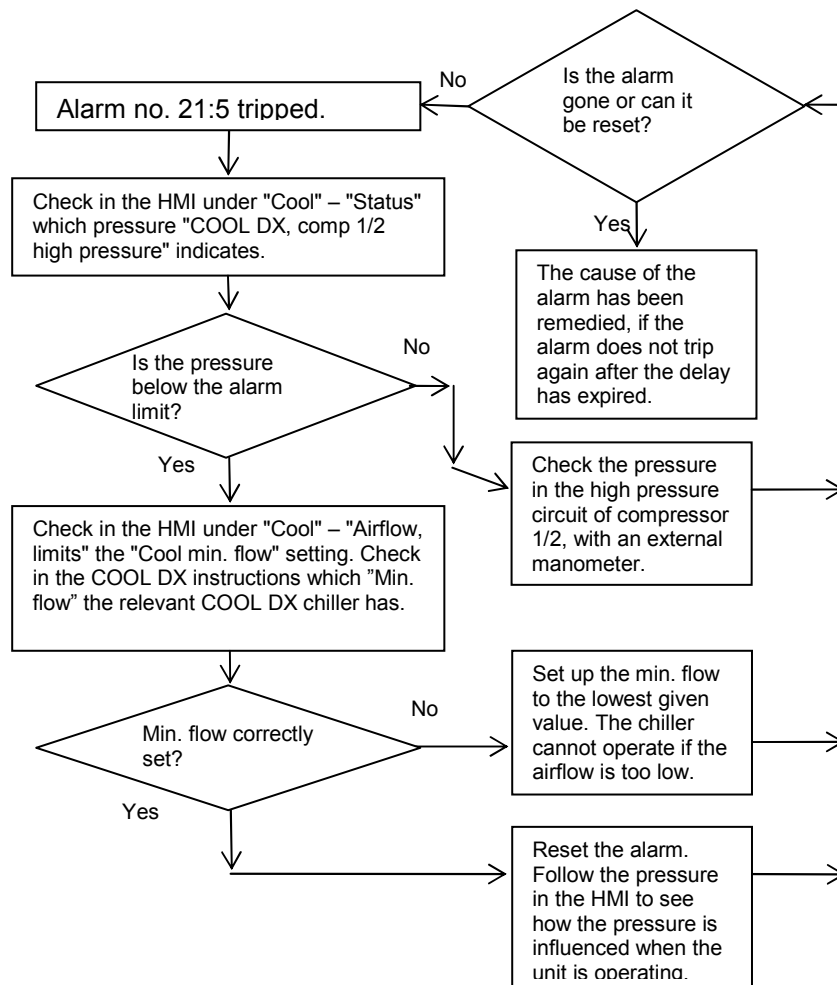 Alarm no. 21:5 tripped.
No
Is the alarm
gone or can it
be reset?
Yes
The cause of the
alarm has been
remedied, if the
alarm does not trip
again after the delay
has expired.
Check in the HMI under "Cool" – "Status"
which pressure "COOL DX, comp 1/2
high pressure" indicates.
Is the pressure
below the alarm
limit?
No
Yes
Check the pressure
in the high pressure
circuit of compressor
1/2, with an external
manometer.
Check in the HMI under "Cool" – "Airflow,
limits" the "Cool min. flow" setting. Check
in the COOL DX instructions which ”Min.
flow” the relevant COOL DX chiller has.
Min. flow correctly
set?
No
Yes
Set up the min. flow
to the lowest given
value. The chiller
cannot operate if the
airflow is too low.
Reset the alarm.
Follow the pressure
in the HMI to see
how the pressure is
influenced when the
unit is operating.